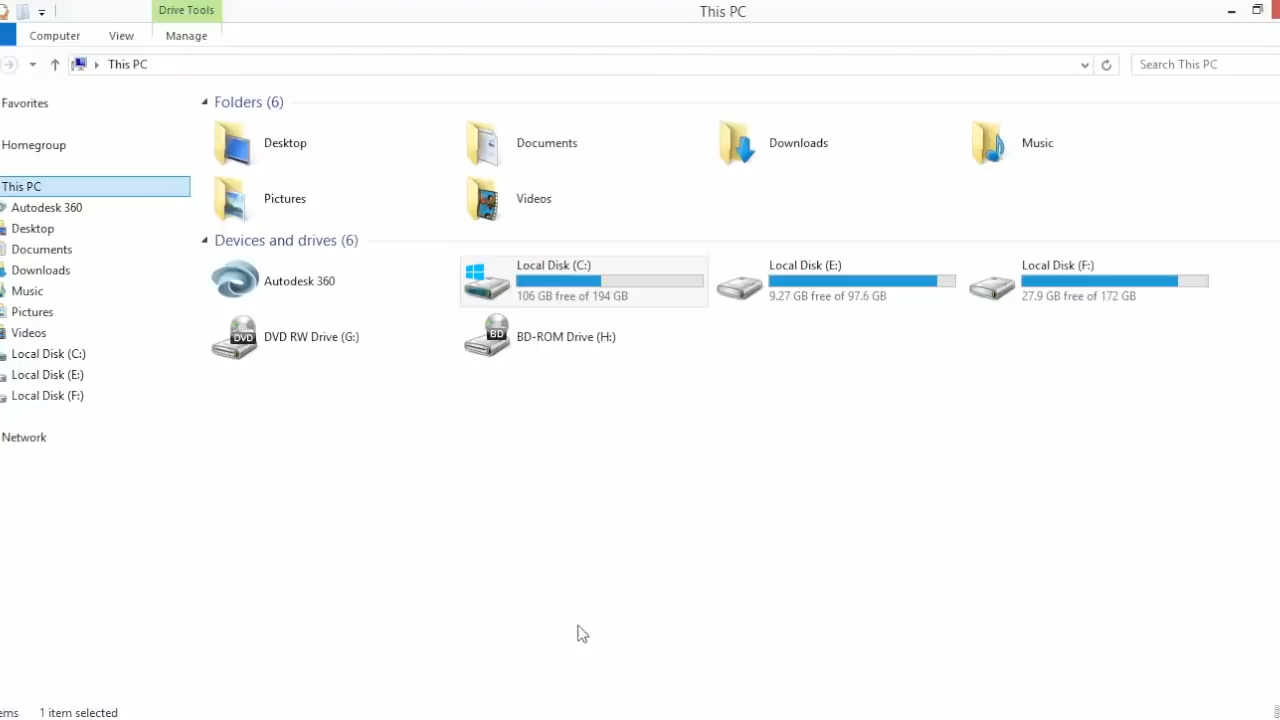 Drive Tools
This PC
Computer View Manage
This PC
Search This PC
Favorites
Homegroup
This PC
Autodesk 360
Desktop
Documents
Downloads
Music
Pictures
Videos
Local Disk (C:)
Local Disk (E:)
Local Disk (F:)
Network
Folders (6)
Desktop
Documents
Downloads
Music
Pictures
Videos
Devices and drives (6)
Autodesk 360
Local Disk (C:)
106 GB free of 194 GB
Local Disk (E:)
9.27 GB free of 97.6 GB
Local Disk (F:)
27.9 GB free of 172 GB
DVD
DVD RW Drive (G:)
BD
BD-ROM Drive (H:)
ems 1 item selected